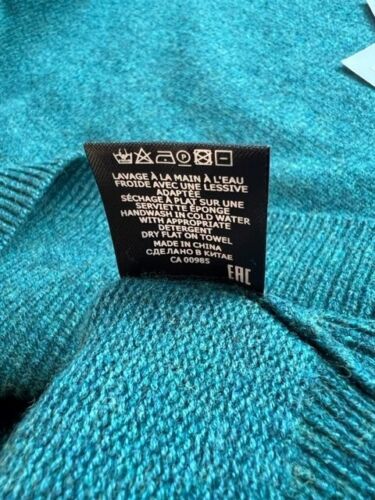 LAVAGE À LA MAIN À L'EAU
FROIDE AVEC UNE LESSIVE
ADAPTÉE
SÉCHAGE À PLAT SUR UNE
SERVIETTE ÉPONGE
HANDWASH IN COLD WATER
WITH APPROPRIATE
DETERGENT
DRY FLAT ON TOWEL
MADE IN CHINA
СДЕЛАНО В КИТАЕ
CA 00985
EAC